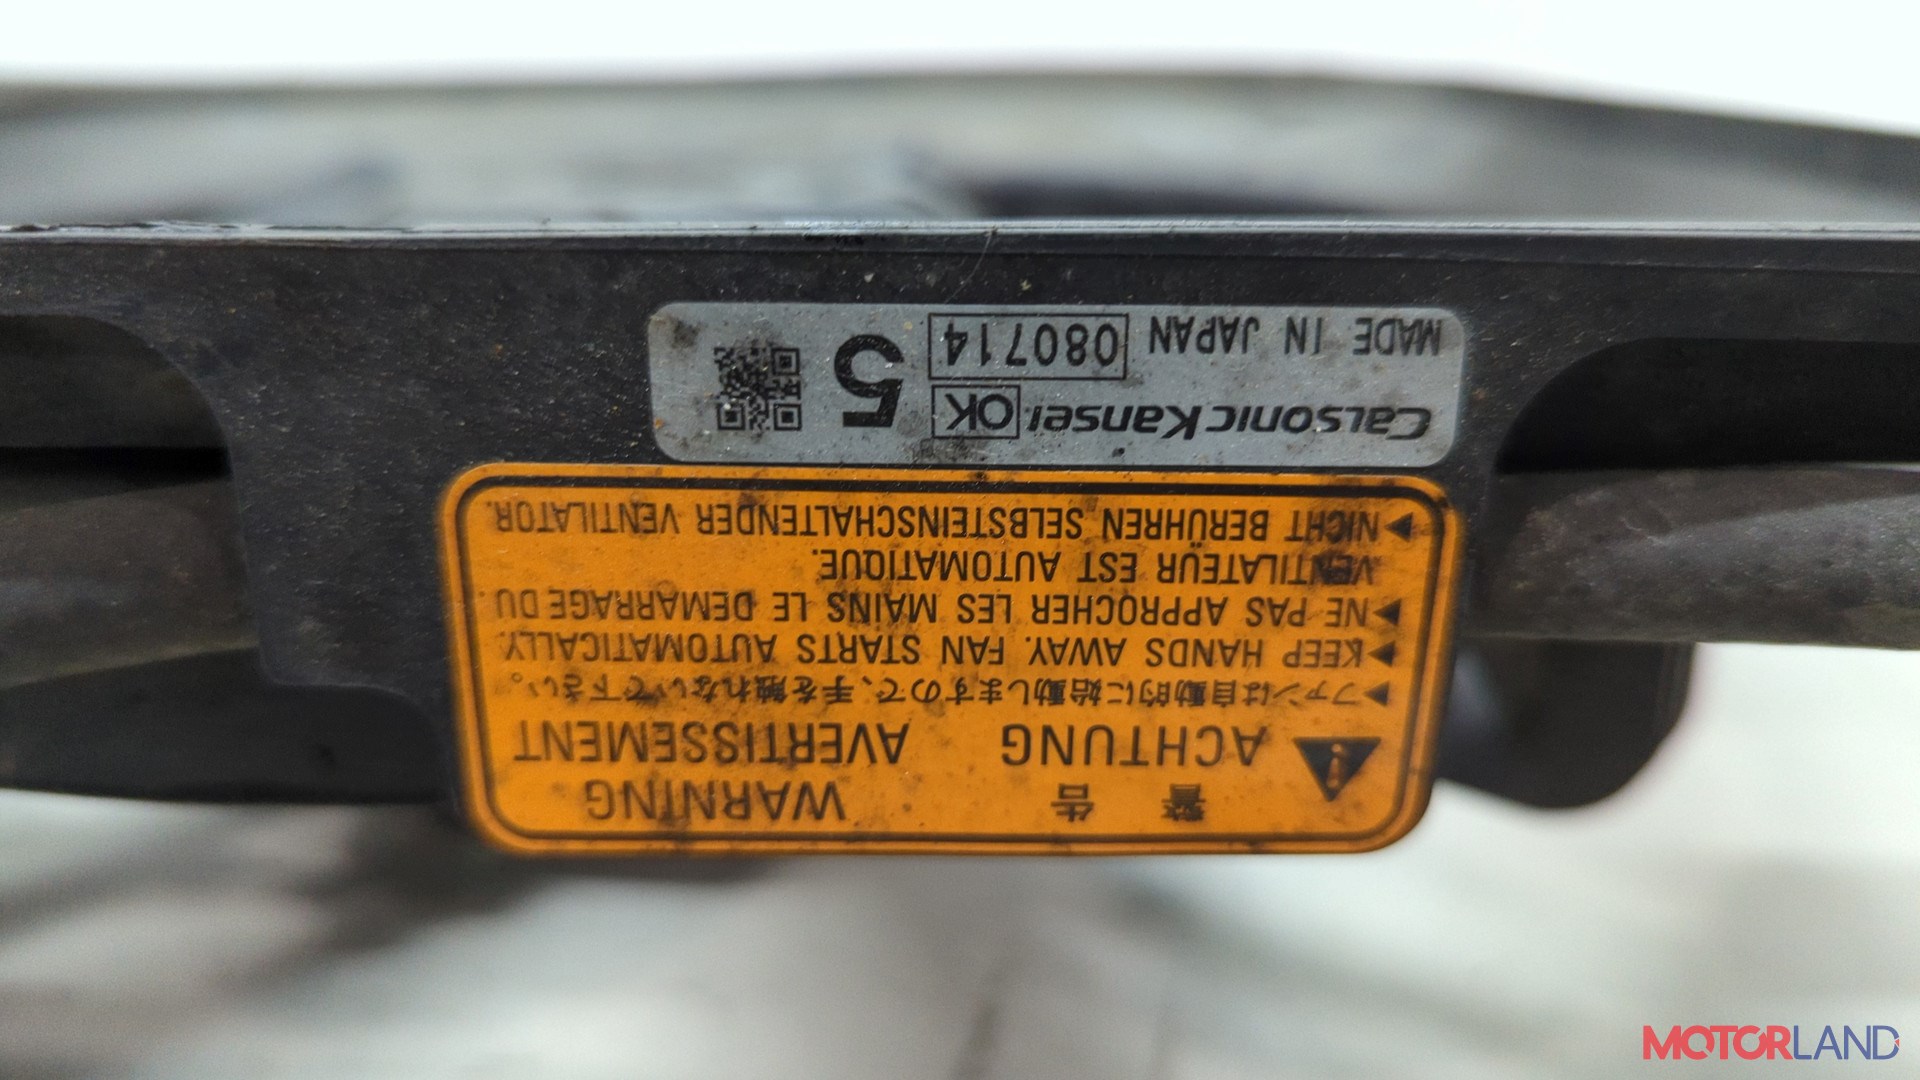 警 告 WARNING
ACHTUNG AVERTISSEMENT
▶ファンは自動的に始動しますので、手を触れないで下さい。
▶KEEP HANDS AWAY. FAN STARTS AUTOMATICALLY.
▶NE PAS APPROCHER LES MAINS LE DEMARRAGE DU
VENTILATEUR EST AUTOMATIQUE.
▶NICHT BERÜHREN SELBSTEINSCHALTENDER VENTILATOR.
CalsonicKansei OK 5
MADE IN JAPAN 080714
MOTORLAND